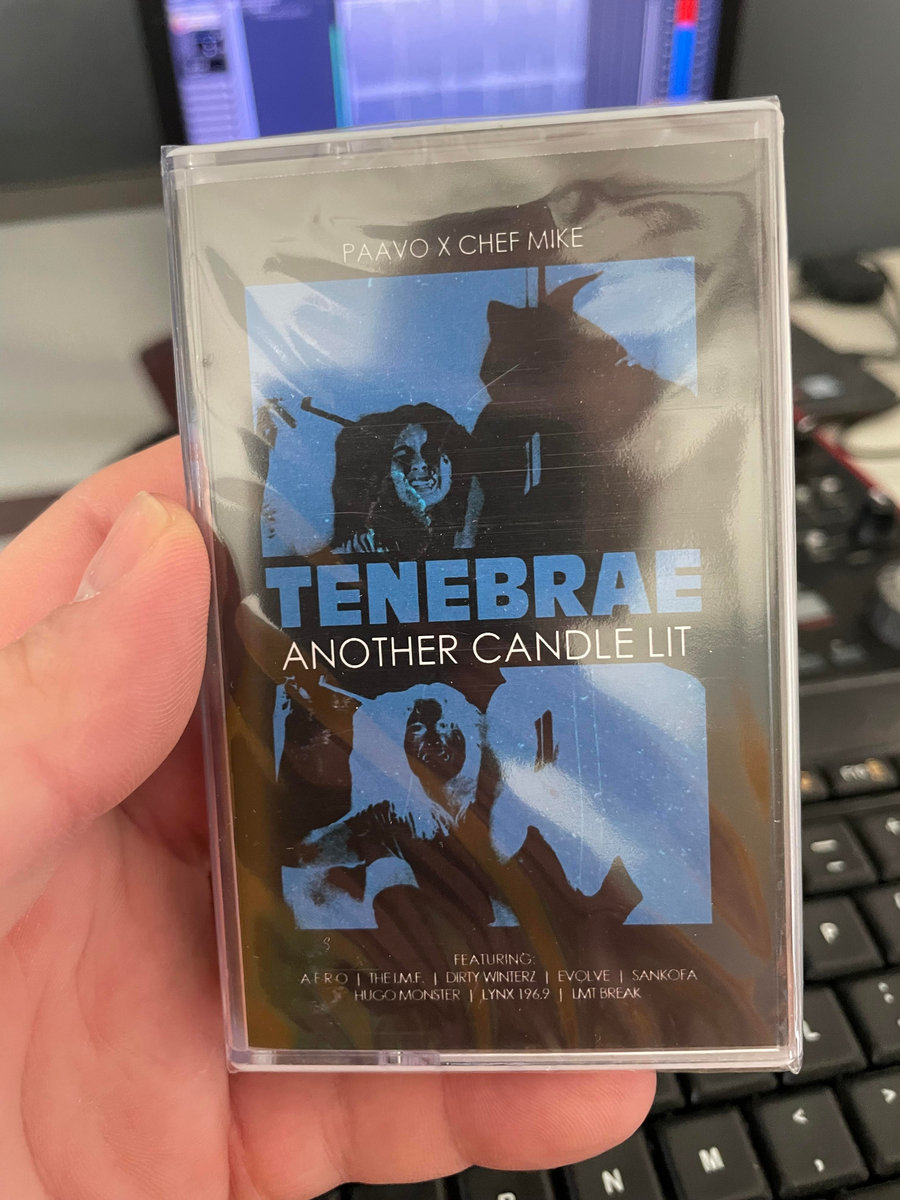 PAAVO X CHEF MIKE
TENEBRAE
ANOTHER CANDLE LIT
FEATURING:
A-F-R-O | THE I.M.F. | DIRTY WINTERZ | EVOLVE | SANKOFA
HUGO MONSTER | LYNX 196.9 | LMT BREAK
P
L
M
< ,